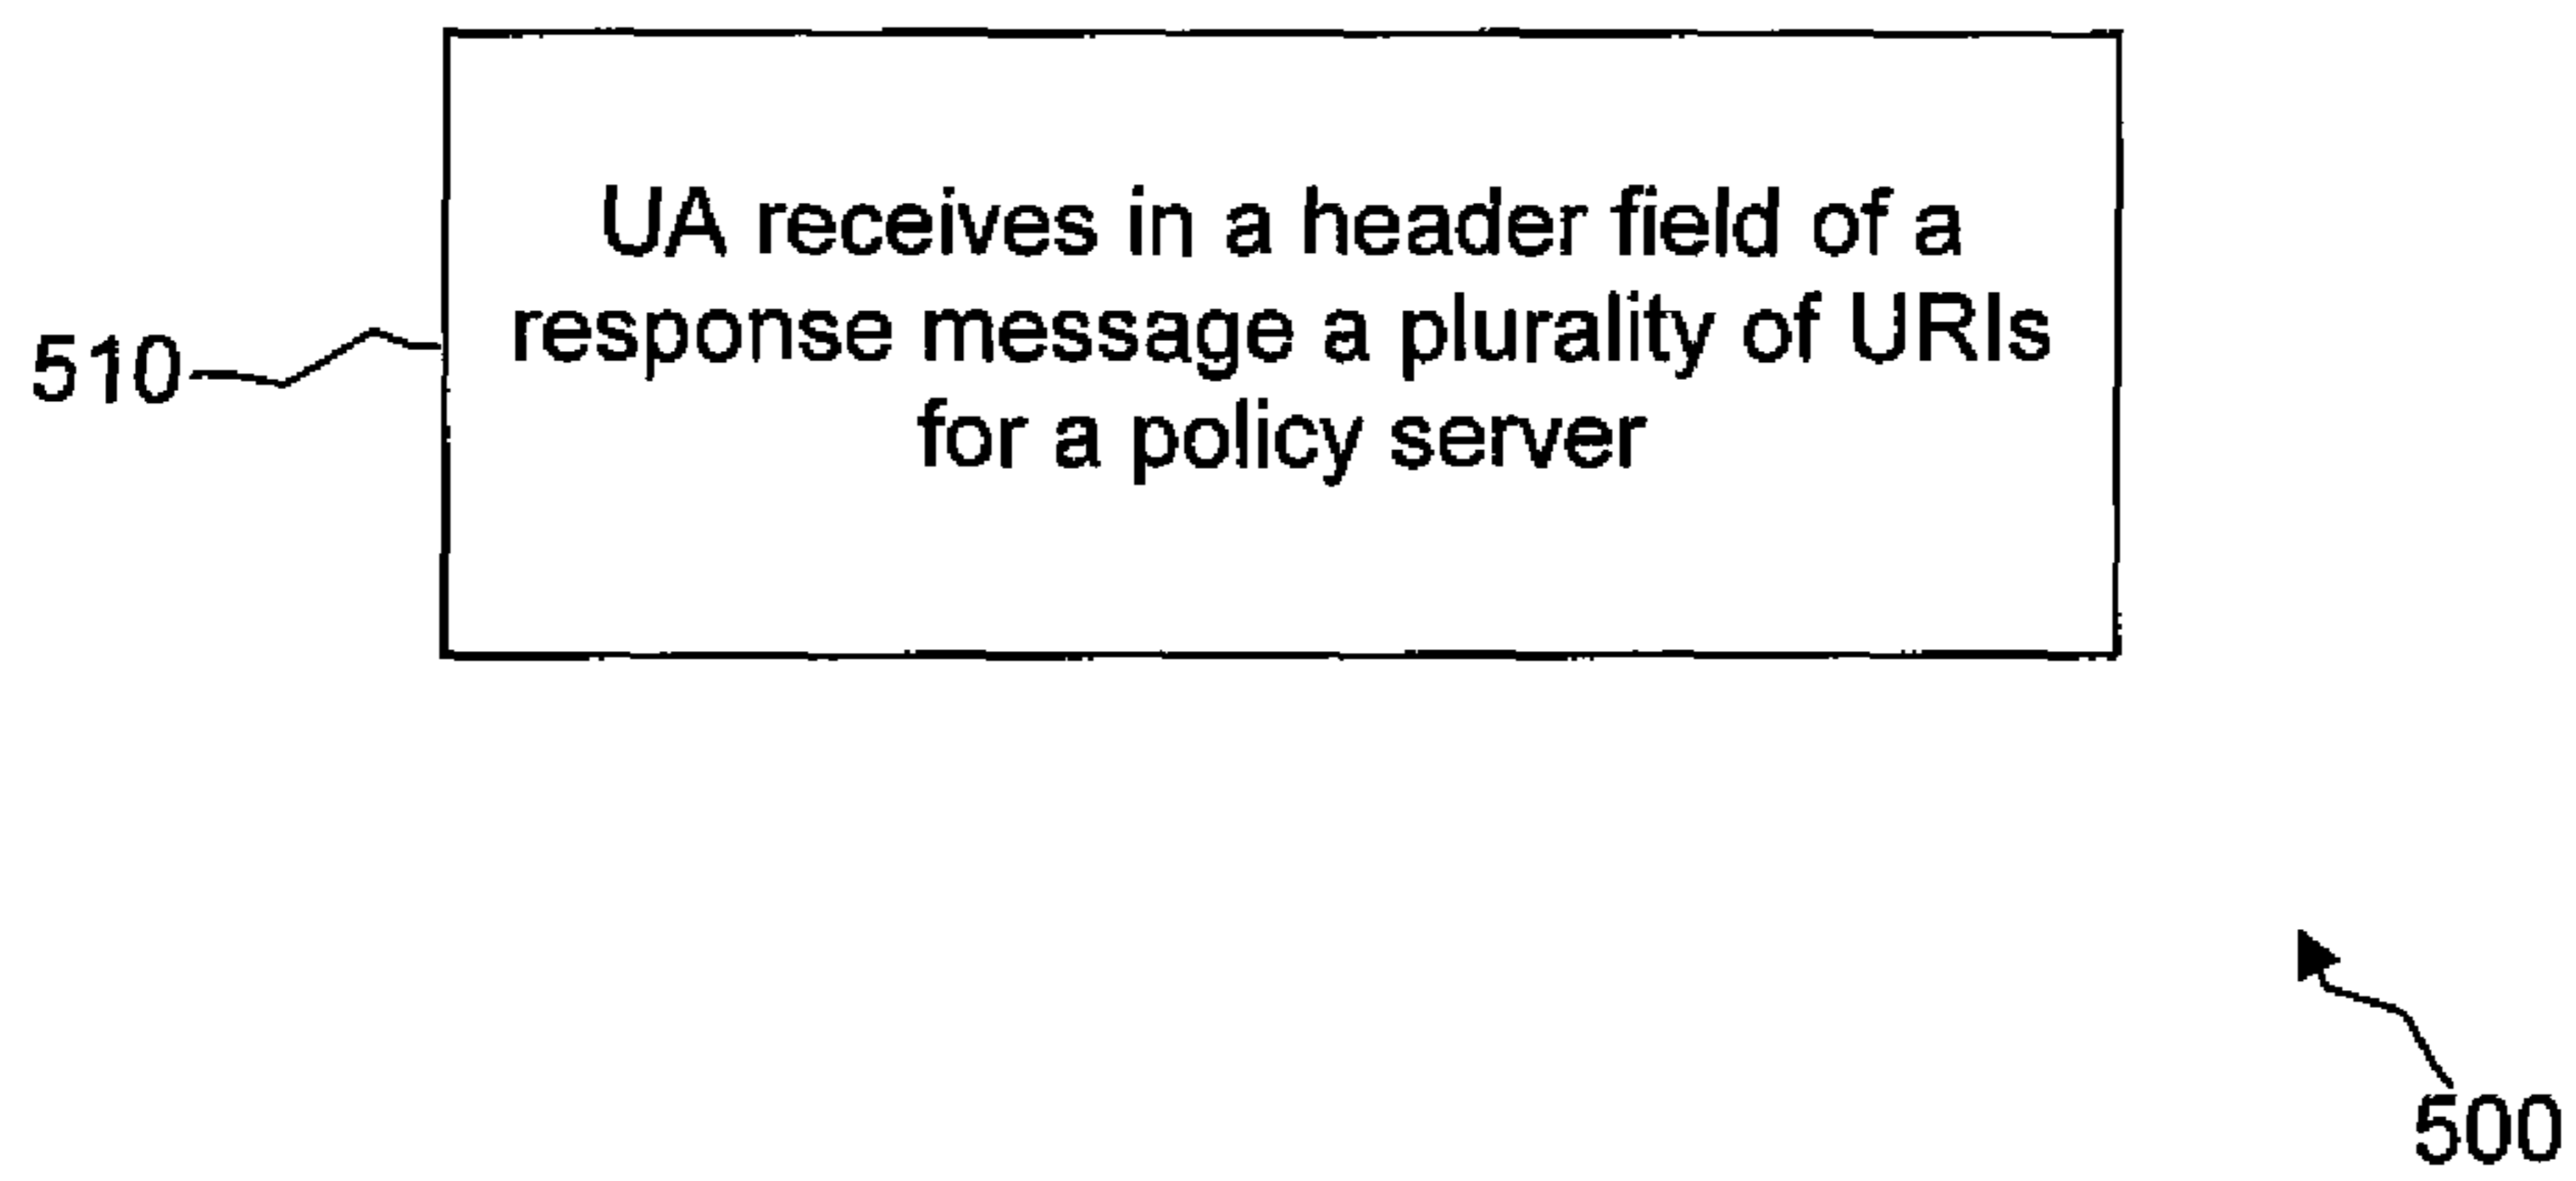 UA receives in a header field of a
response message a plurality of URIs
for a policy server
510
500